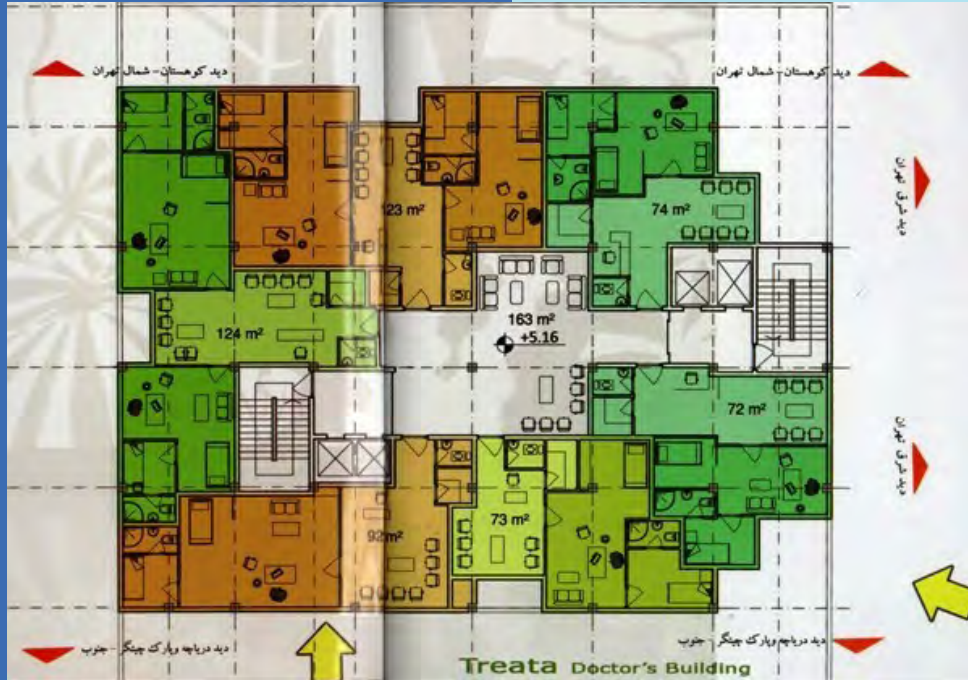 دید کوهستان- شمال تهران
دید کوهستان- شمال تهران
دید شرق تهران
123 m²
74 m²
163 m²
+5.16
124 m²
72 m²
دید شرق تهران
73 m²
92 m²
دید دریاچه وپارک چیتگر - جنوب
دید دریاچه وپارک چیتگر - جنوب
Treata Doctor's Building